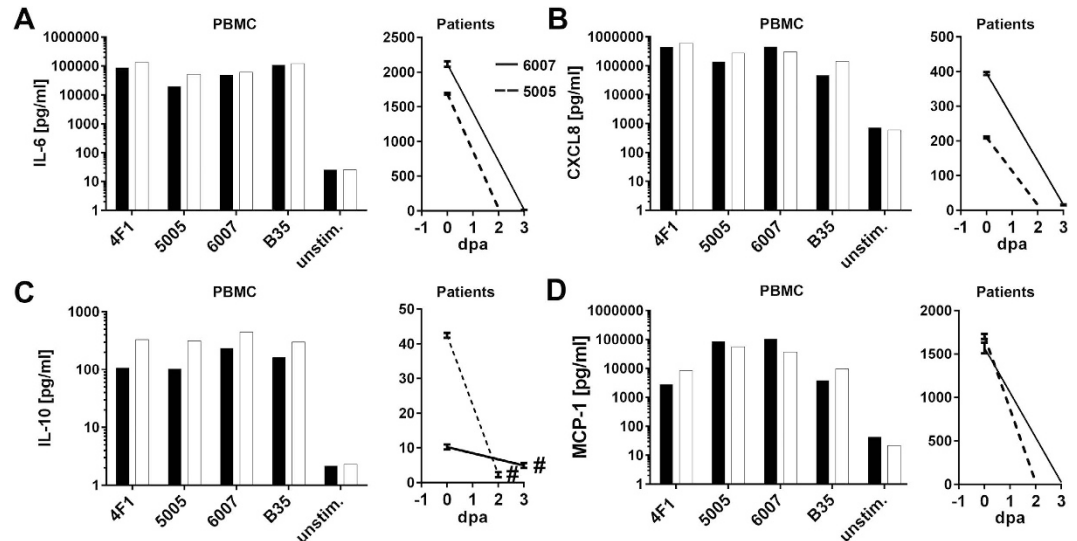 A
PBMC
Patients
IL-6 [pg/ml]
1000000
100000
10000
1000
100
10
1
4F1
5005
6007
B35
unstim.
2500
2000
1500
1000
500
0
-1 0 1 2 3
dpa
6007
5005
B
PBMC
Patients
CXCL8 [pg/ml]
1000000
100000
10000
1000
100
10
1
4F1
5005
6007
B35
unstim.
500
400
300
200
100
0
-1 0 1 2 3
dpa
C
PBMC
Patients
IL-10 [pg/ml]
1000
100
10
1
4F1
5005
6007
B35
unstim.
50
40
30
20
10
0
# #
-1 0 1 2 3
dpa
D
PBMC
Patients
MCP-1 [pg/ml]
1000000
100000
10000
1000
100
10
1
4F1
5005
6007
B35
unstim.
2000
1500
1000
500
0
-1 0 1 2 3
dpa